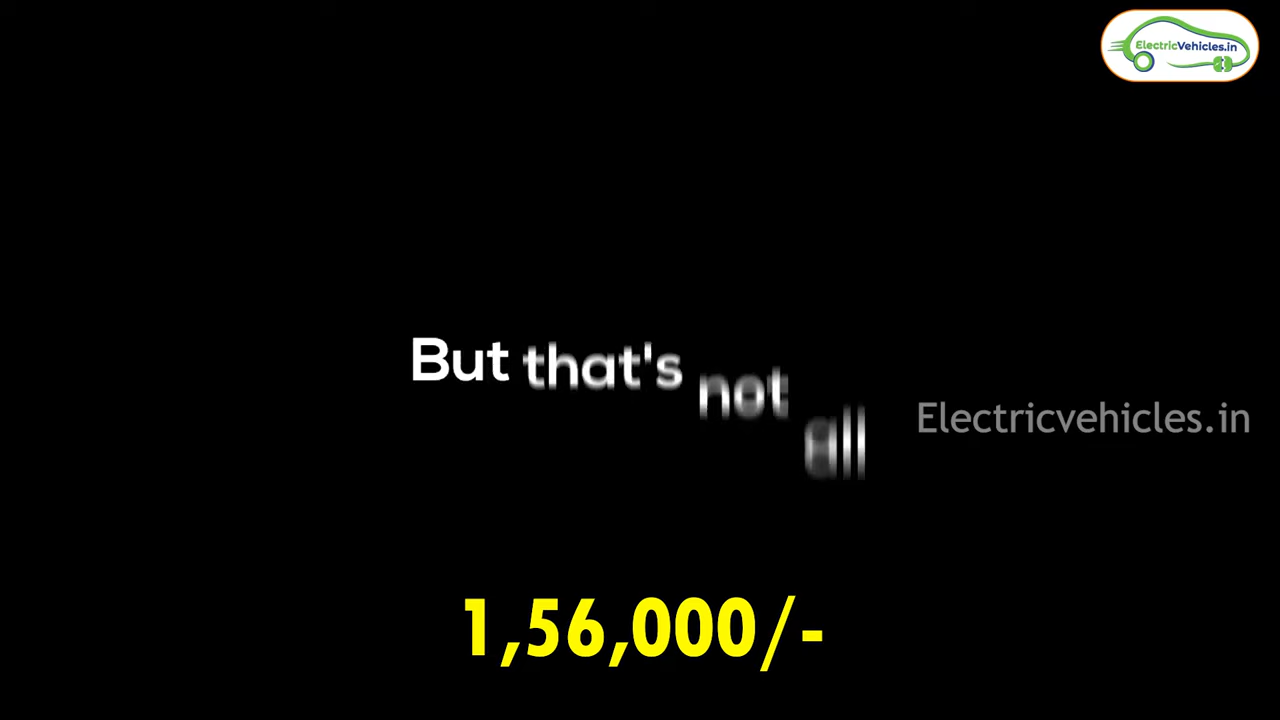 ElectricVehicles.in
But that's not all
Electricvehicles.in
1,56,000/-